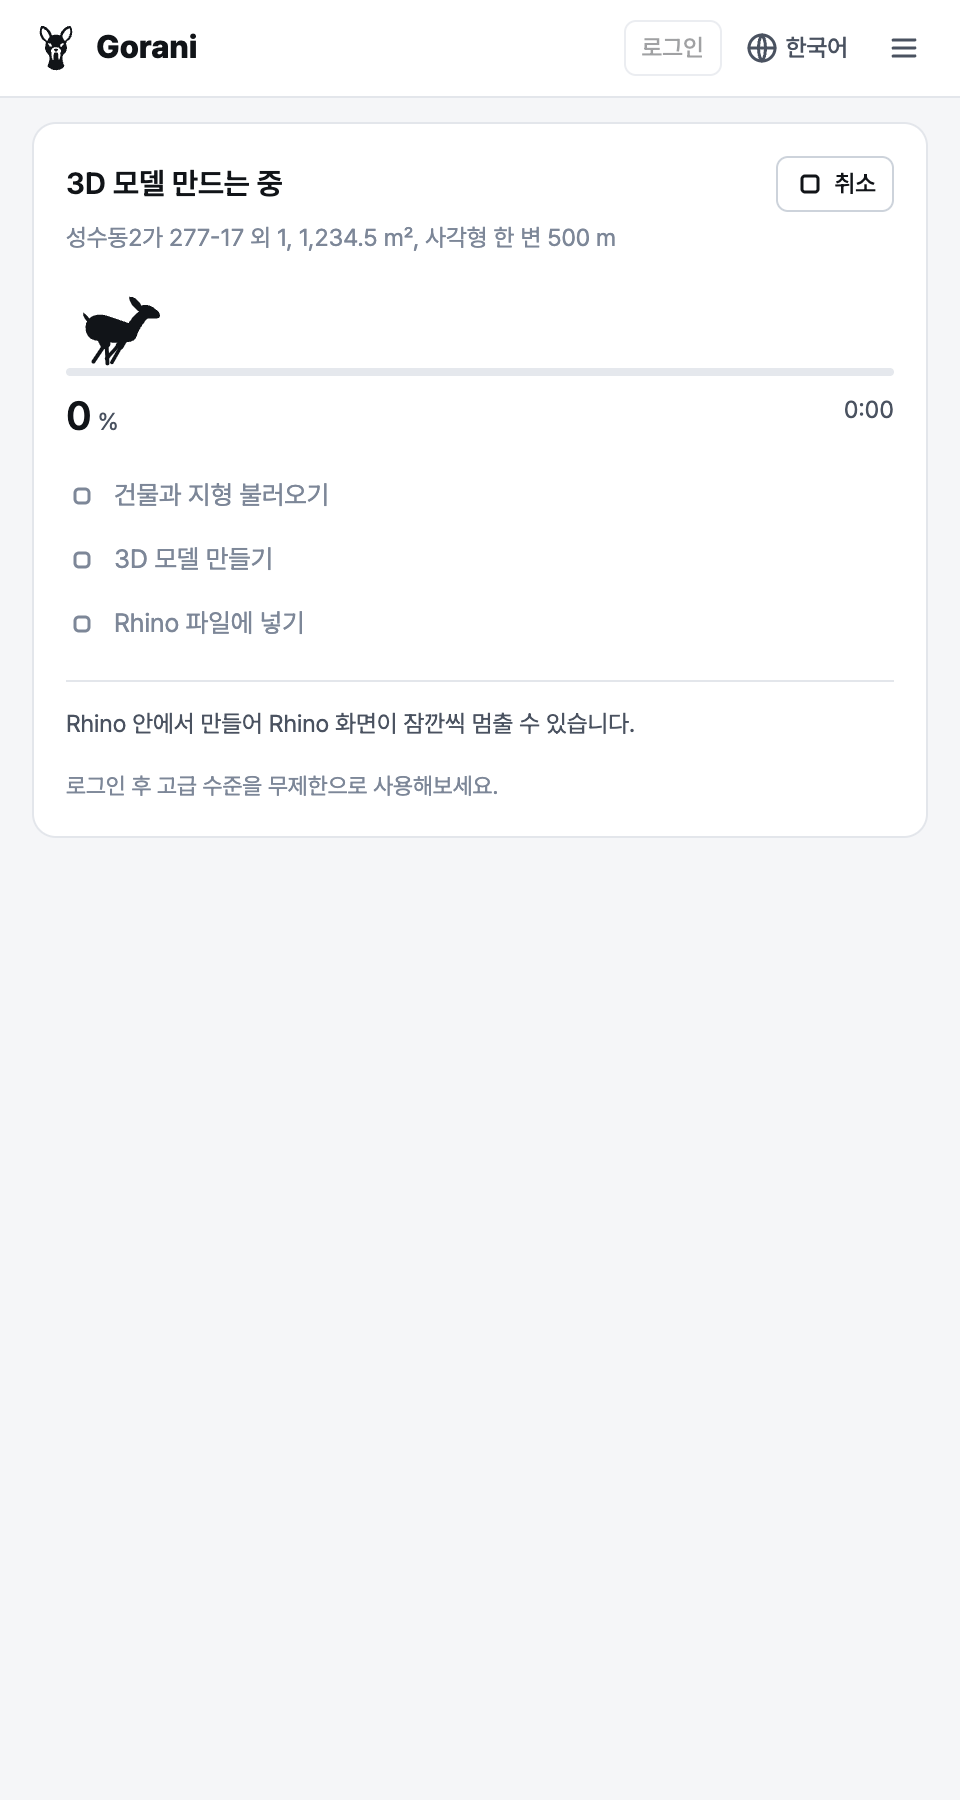 Gorani
로그인
한국어
3D 모델 만드는 중
취소
성수동2가 277-17 외 1, 1,234.5 m², 사각형 한 변 500 m
0 %
0:00
건물과 지형 불러오기
3D 모델 만들기
Rhino 파일에 넣기
Rhino 안에서 만들어 Rhino 화면이 잠깐씩 멈출 수 있습니다.
로그인 후 고급 수준을 무제한으로 사용해보세요.